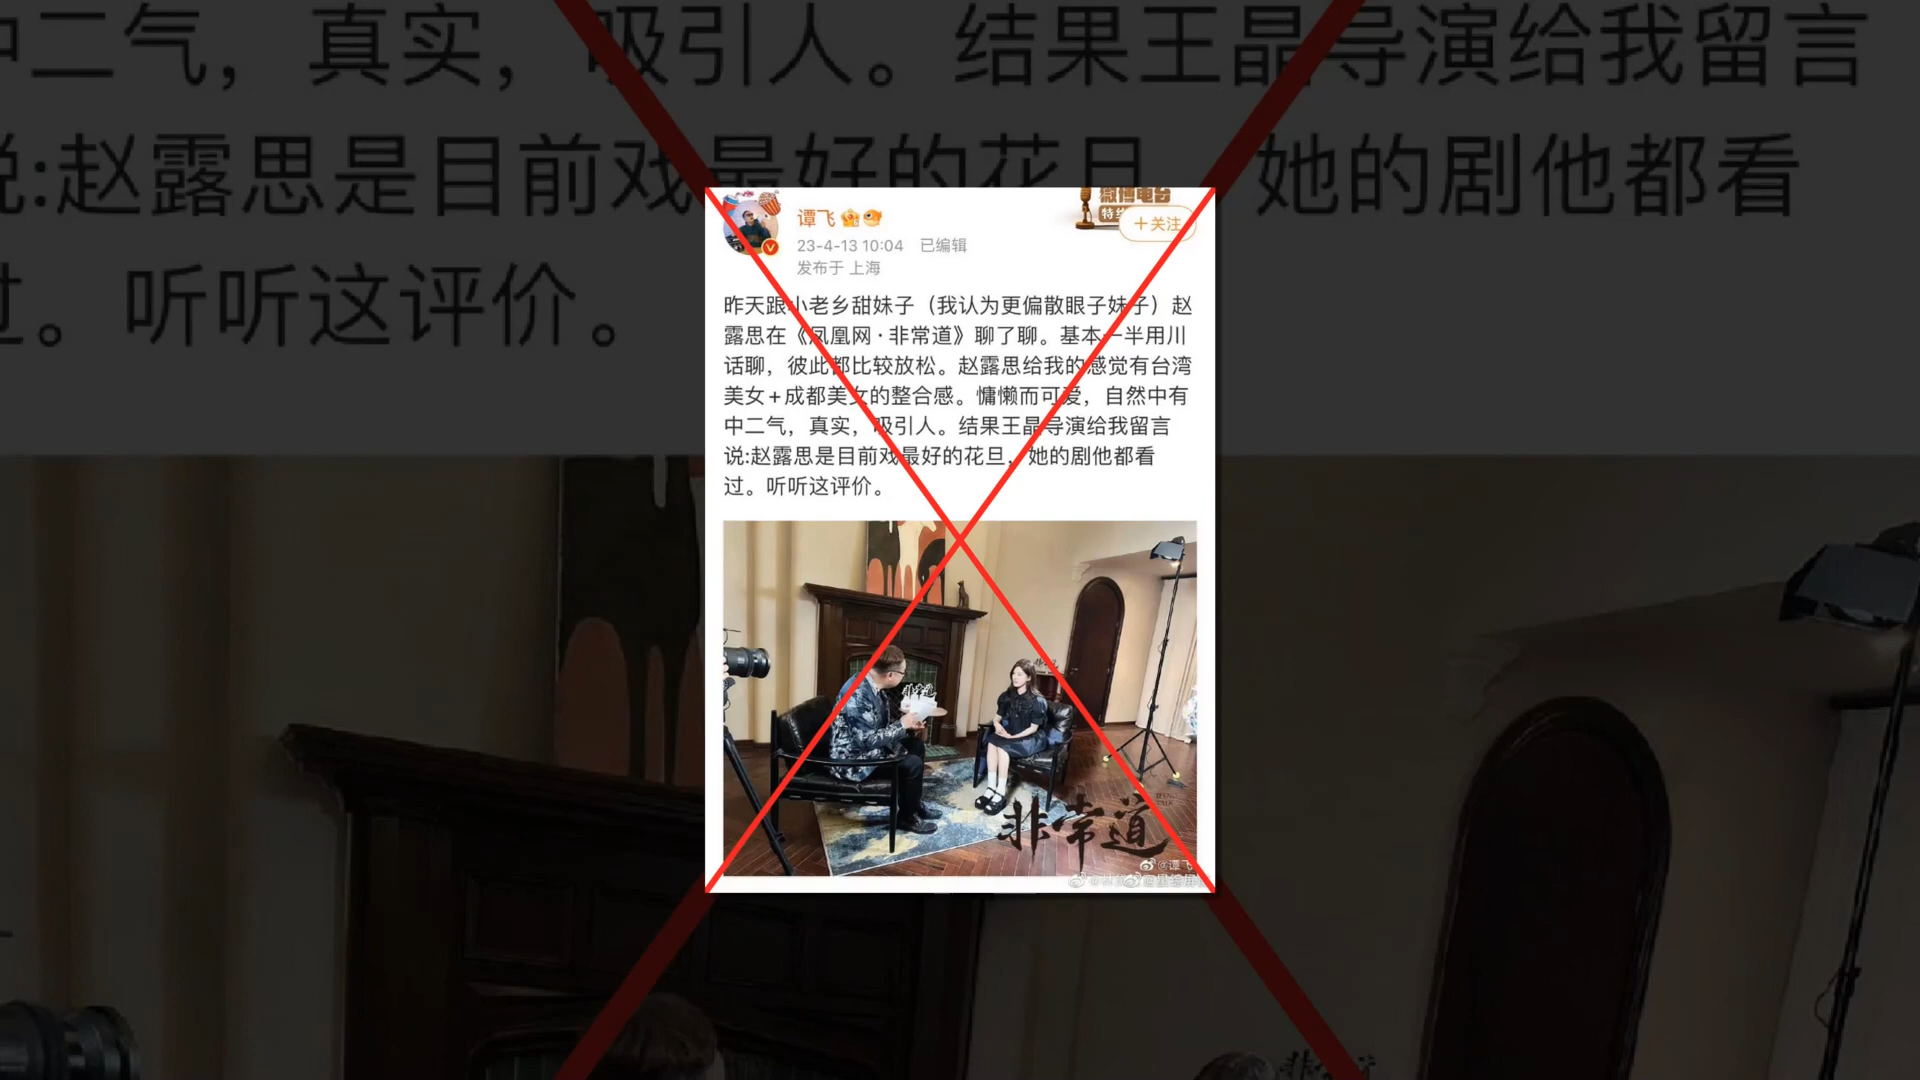 中二气，真实，吸引人。结果王晶导演给我留言
说:赵露思是目前戏最好的花旦，她的剧他都看
过。听听这评价。
微博电台
谭飞
+关注
23-4-13 10:04 已编辑
发布于 上海
昨天跟小老乡甜妹子（我认为更偏散眼子妹子）赵
露思在《凤凰网·非常道》聊了聊。基本一半用川
话聊，彼此都比较放松。赵露思给我的感觉有台湾
美女+成都美女的整合感。慵懒而可爱，自然中有
中二气，真实，吸引人。结果王晶导演给我留言
说:赵露思是目前戏最好的花旦，她的剧他都看
过。听听这评价。
非常道
非常道
@谭飞